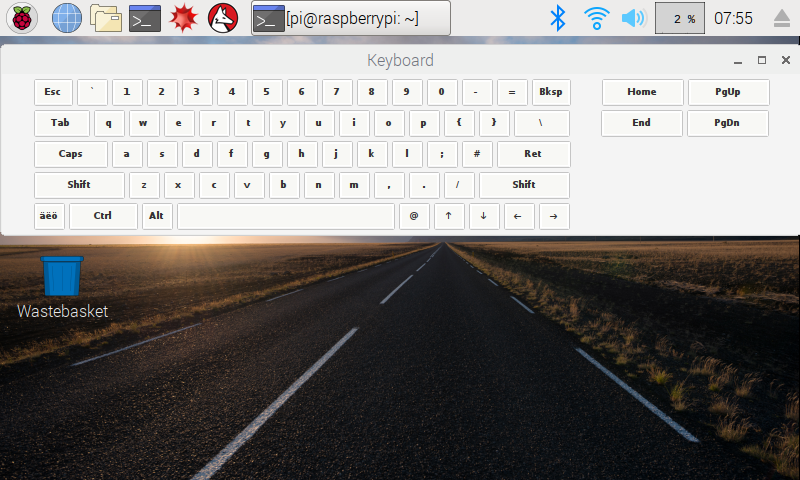 [pi@raspberrypi: ~]
2 %
07:55
Keyboard
Esc ` 1 2 3 4 5 6 7 8 9 0 - = Bksp Home PgUp
Tab q w e r t y u i o p { } \ End PgDn
Caps a s d f g h j k l ; # Ret
Shift z x c v b n m , . / Shift
äëö Ctrl Alt @ ↑ ↓ ← →
Wastebasket